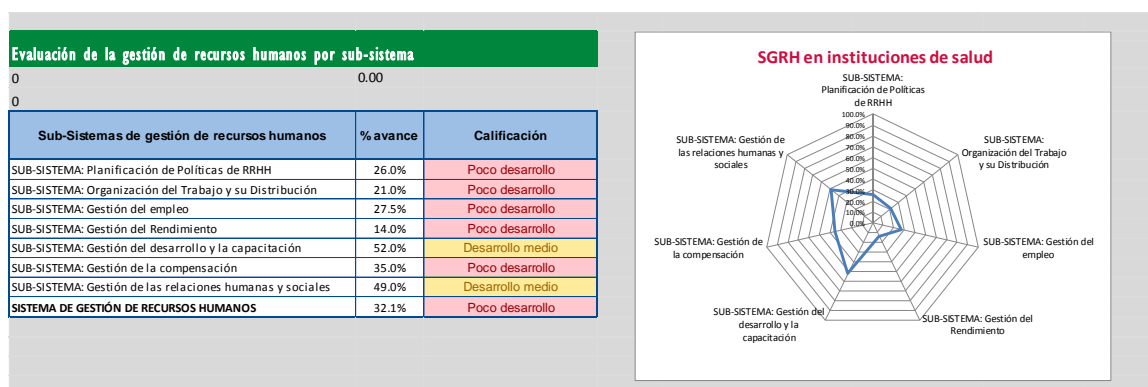 Evaluación de la gestión de recursos humanos por sub-sistema
0 0.00
0
Sub-Sistemas de gestión de recursos humanos % avance Calificación
SUB-SISTEMA: Planificación de Políticas de RRHH 26.0% Poco desarrollo
SUB-SISTEMA: Organización del Trabajo y su Distribución 21.0% Poco desarrollo
SUB-SISTEMA: Gestión del empleo 27.5% Poco desarrollo
SUB-SISTEMA: Gestión del Rendimiento 14.0% Poco desarrollo
SUB-SISTEMA: Gestión del desarrollo y la capacitación 52.0% Desarrollo medio
SUB-SISTEMA: Gestión de la compensación 35.0% Poco desarrollo
SUB-SISTEMA: Gestión de las relaciones humanas y sociales 49.0% Desarrollo medio
SISTEMA DE GESTIÓN DE RECURSOS HUMANOS 32.1% Poco desarrollo
SGRH en instituciones de salud
SUB-SISTEMA:
Planificación de Políticas
de RRHH
100.0%
90.0%
80.0%
70.0%
60.0%
50.0%
40.0%
30.0%
20.0%
10.0%
0.0%
SUB-SISTEMA:
Organización del Trabajo
y su Distribución
SUB-SISTEMA: Gestión del
empleo
SUB-SISTEMA: Gestión del
Rendimiento
SUB-SISTEMA: Gestión del
desarrollo y la
capacitación
SUB-SISTEMA: Gestión de
la compensación
SUB-SISTEMA: Gestión de
las relaciones humanas y
sociales